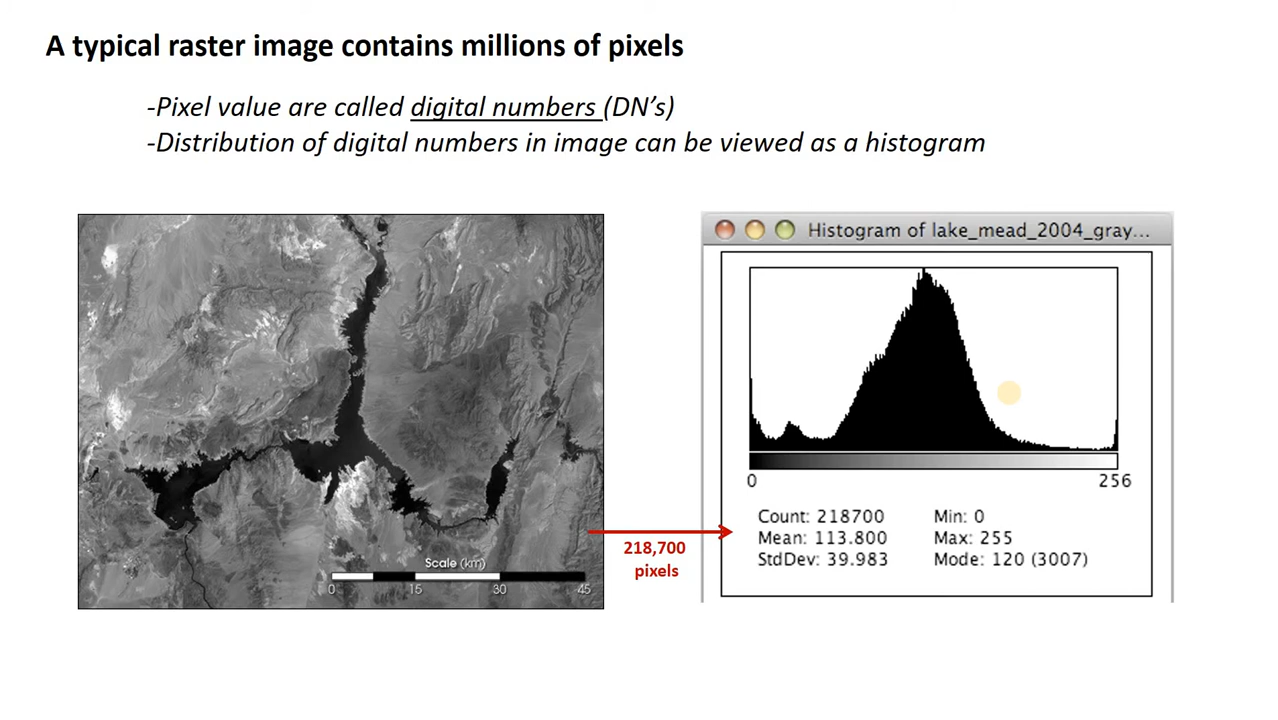 A typical raster image contains millions of pixels
-Pixel value are called digital numbers (DN's)
-Distribution of digital numbers in image can be viewed as a histogram
Scale (km)
0 15 30 45
218,700
pixels
Histogram of lake_mead_2004_gray...
0 256
Count: 218700 Min: 0
Mean: 113.800 Max: 255
StdDev: 39.983 Mode: 120 (3007)